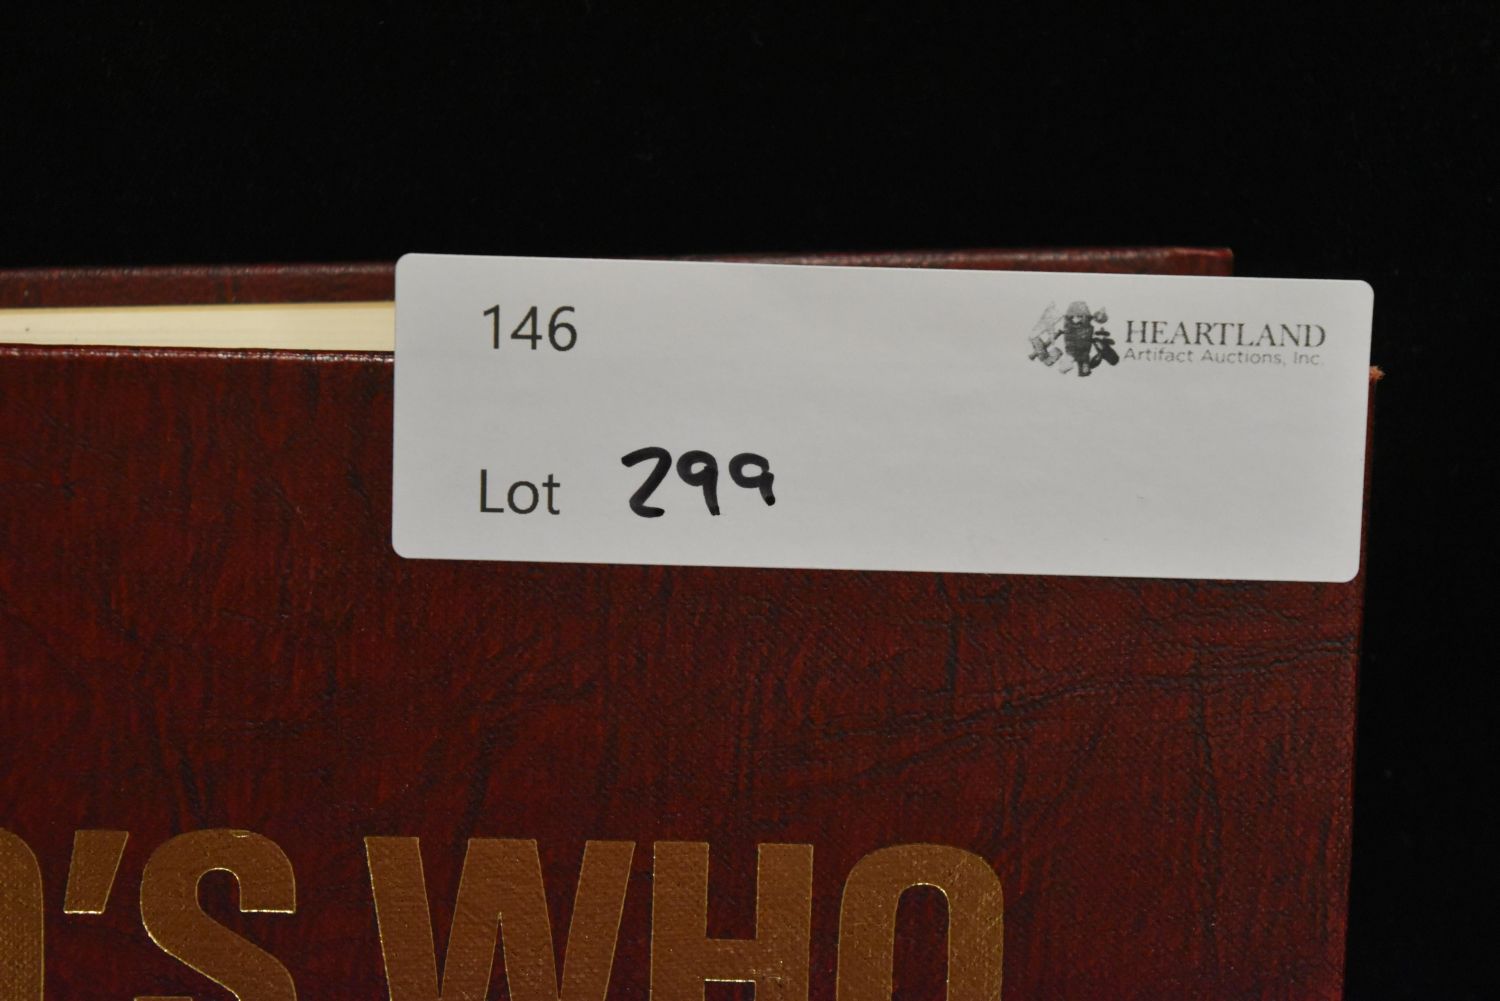 146
HEARTLAND
Artifact Auctions, Inc.
Lot 299
O'S WHO